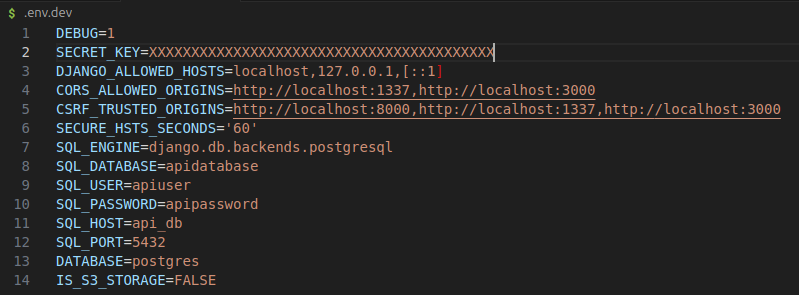 $ .env.dev
1 DEBUG=1
2 SECRET_KEY=XXXXXXXXXXXXXXXXXXXXXXXXXXXXXXXXXXXXXXXXX
3 DJANGO_ALLOWED_HOSTS=localhost,127.0.0.1,[::1]
4 CORS_ALLOWED_ORIGINS=http://localhost:1337,http://localhost:3000
5 CSRF_TRUSTED_ORIGINS=http://localhost:8000,http://localhost:1337,http://localhost:3000
6 SECURE_HSTS_SECONDS='60'
7 SQL_ENGINE=django.db.backends.postgresql
8 SQL_DATABASE=apidatabase
9 SQL_USER=apiuser
10 SQL_PASSWORD=apipassword
11 SQL_HOST=api_db
12 SQL_PORT=5432
13 DATABASE=postgres
14 IS_S3_STORAGE=FALSE